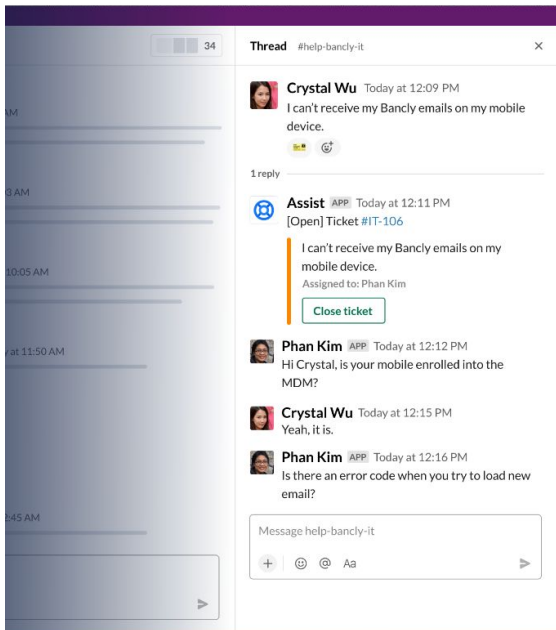 34
Thread #help-bancly-it
Crystal Wu Today at 12:09 PM
I can't receive my Bancly emails on my mobile
device.
1 reply
Assist APP Today at 12:11 PM
[Open] Ticket #IT-106
I can't receive my Bancly emails on my
mobile device.
Assigned to: Phan Kim
Close ticket
Phan Kim APP Today at 12:12 PM
Hi Crystal, is your mobile enrolled into the
MDM?
Crystal Wu Today at 12:15 PM
Yeah, it is.
Phan Kim APP Today at 12:16 PM
Is there an error code when you try to load new
email?
Message help-bancly-it
Aa
AM
3 AM
10:05 AM
at 11:50 AM
2:45 AM